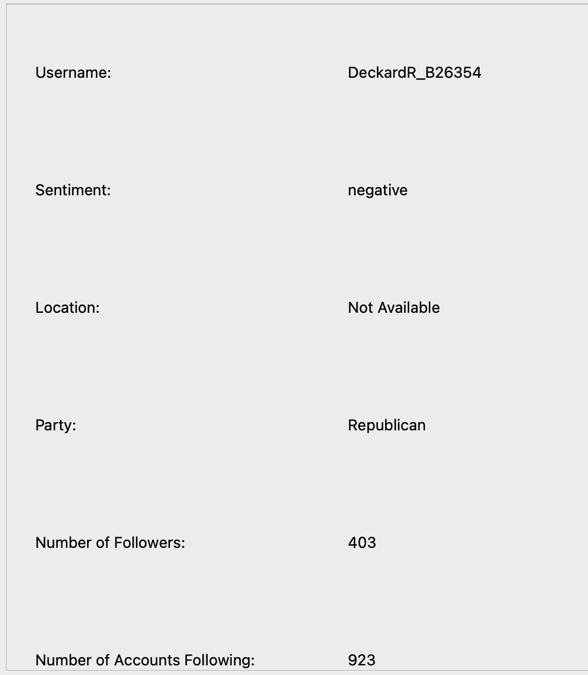 Username: DeckardR_B26354
Sentiment: negative
Location: Not Available
Party: Republican
Number of Followers: 403
Number of Accounts Following: 923